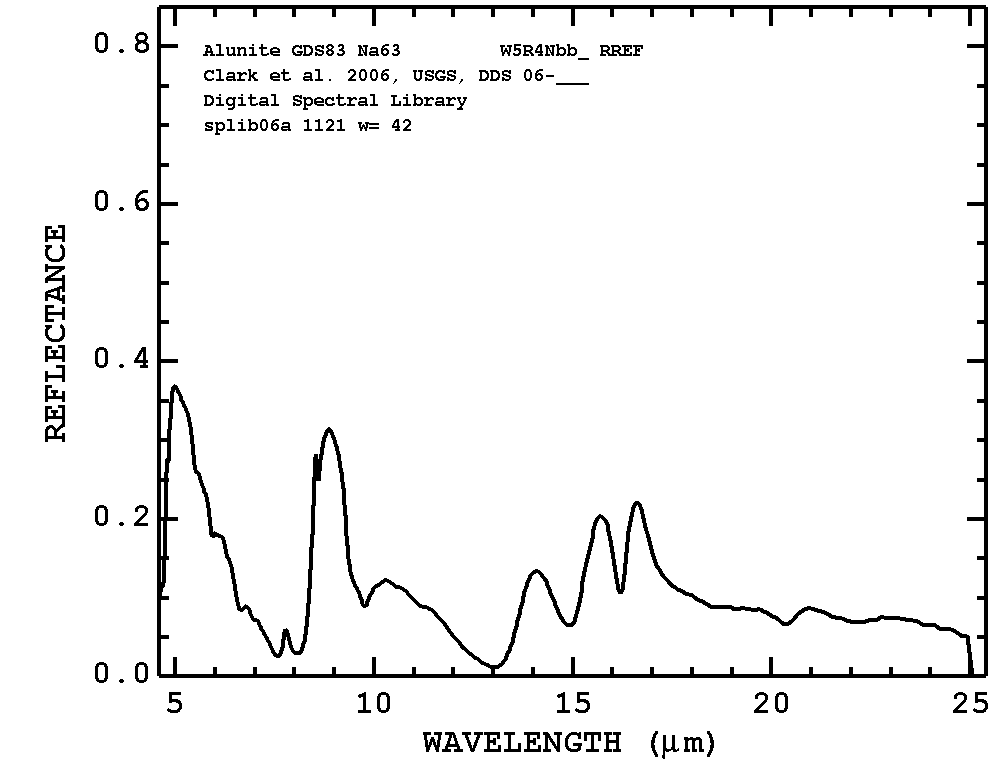 0.8
Alunite GDS83 Na63 W5R4Nbb_ RREF
Clark et al. 2006, USGS, DDS 06-___
Digital Spectral Library
splib06a 1121 w= 42
0.6
REFLECTANCE
0.4
0.2
0.0
5 10 15 20 25
WAVELENGTH (μm)